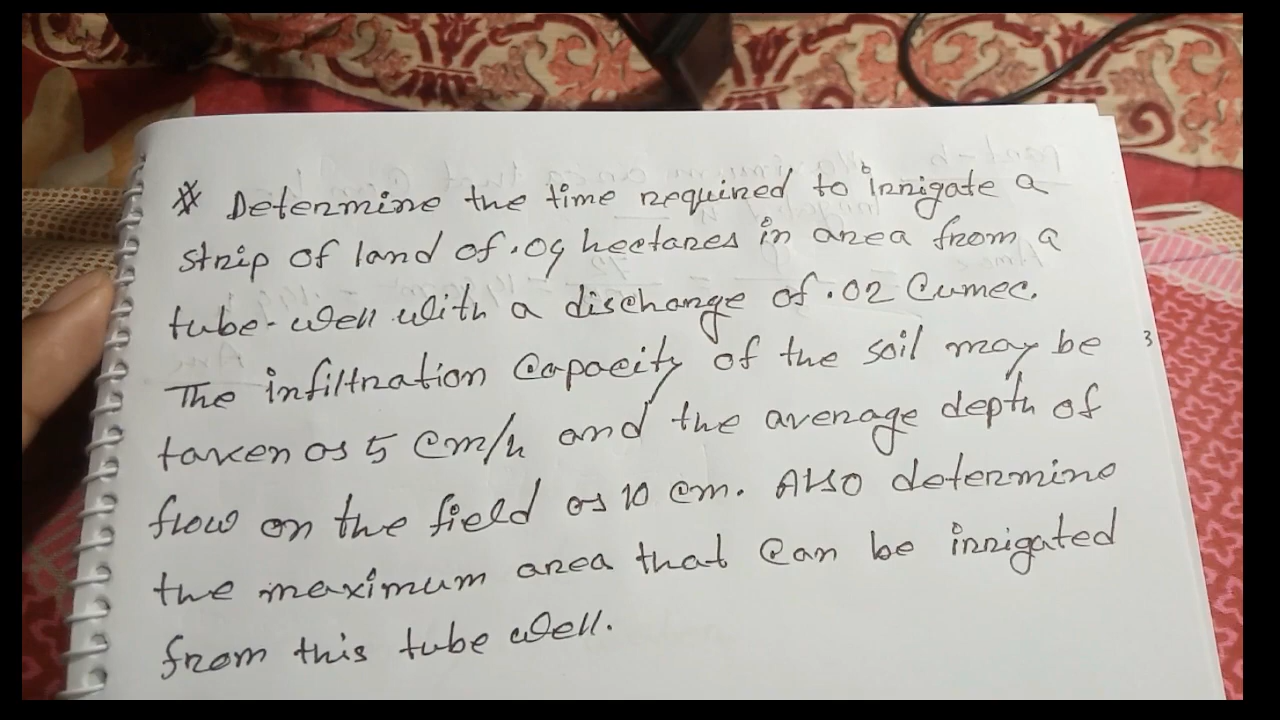 * Determine the time required to irrigate a
strip of land of .04 hectares in area from a
tube-well with a discharge of .02 Cumec.
The infiltration Capacity of the soil may be
taken as 5 cm/h and the average depth of
flow on the field as 10 cm. Also determine
the maximum area that can be irrigated
from this tube well.
3